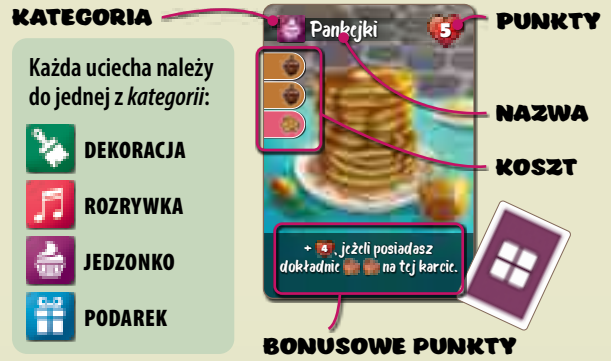 KATEGORIA
PUNKTY
Pankejki
5
Każda uciecha należy
do jednej z kategorii:
DEKORACJA
ROZRYWKA
JEDZONKO
PODAREK
NAZWA
KOSZT
+ 4, jeżeli posiadasz
dokładnie na tej karcie.
BONUSOWE PUNKTY